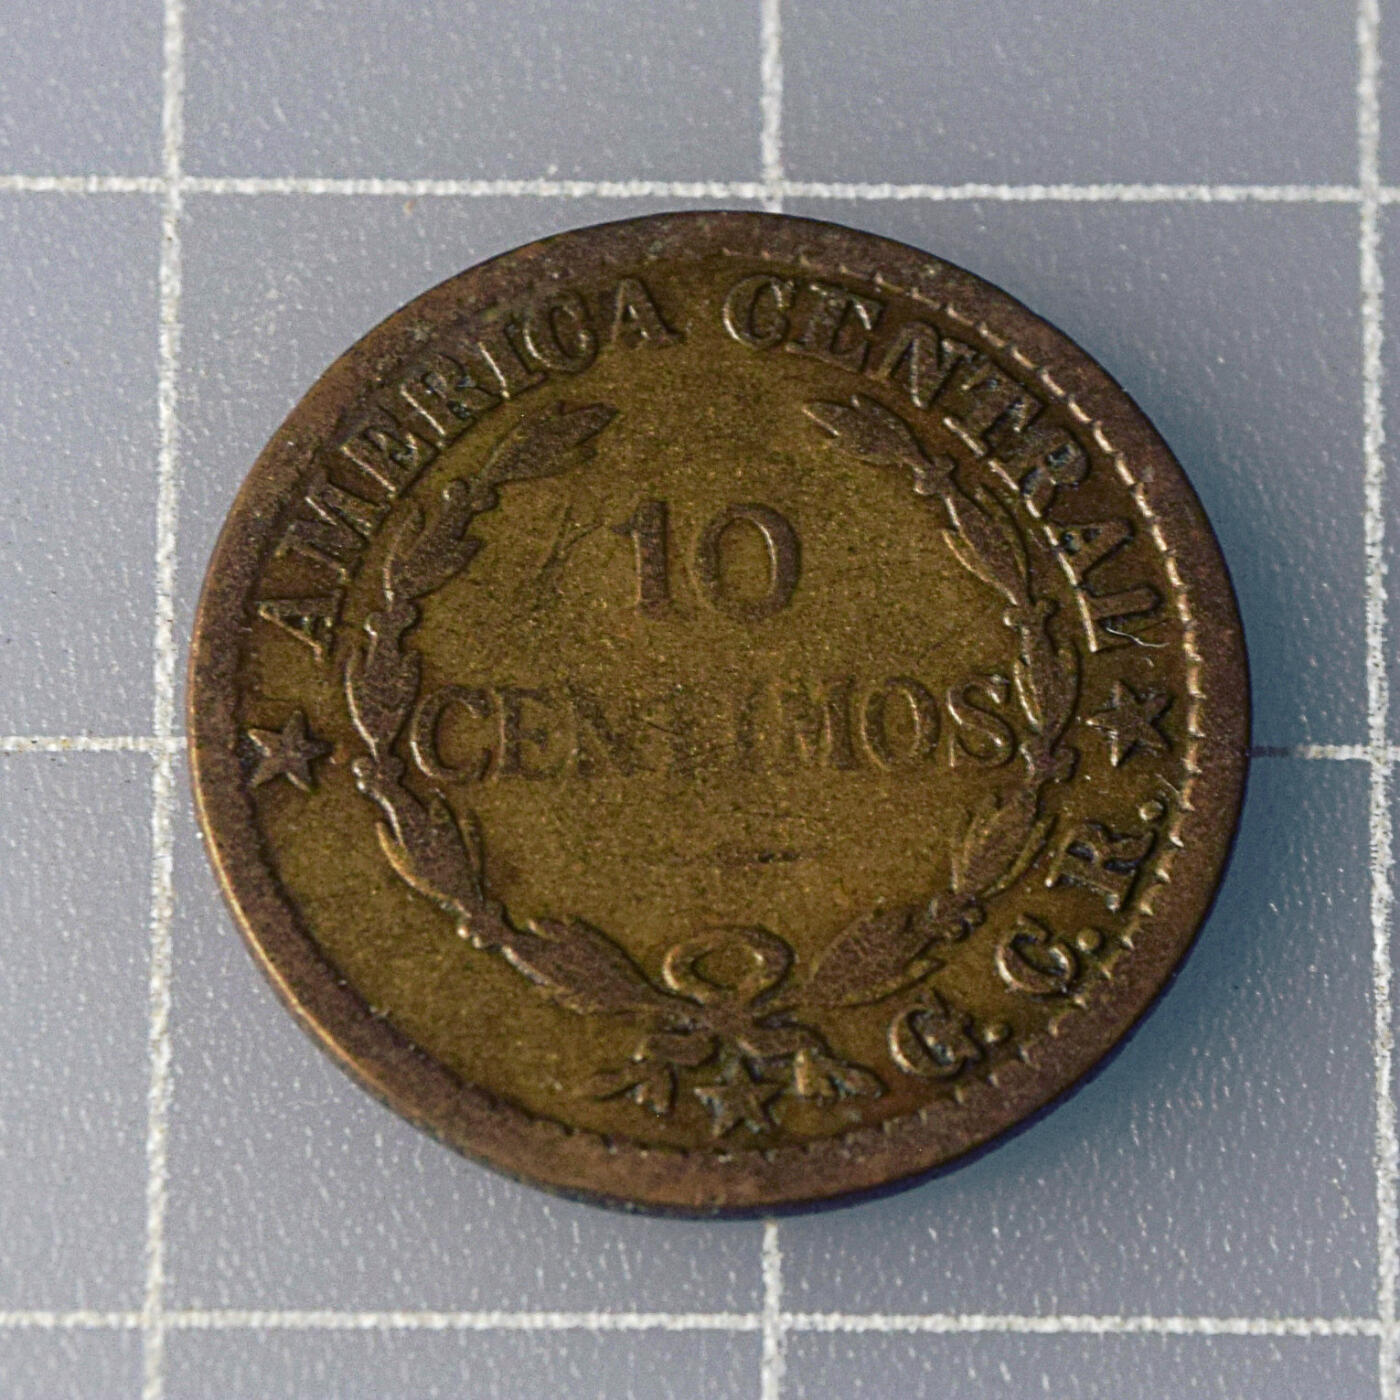 AMERICA CENTRAL
10
CENTIMOS
G. C. R.